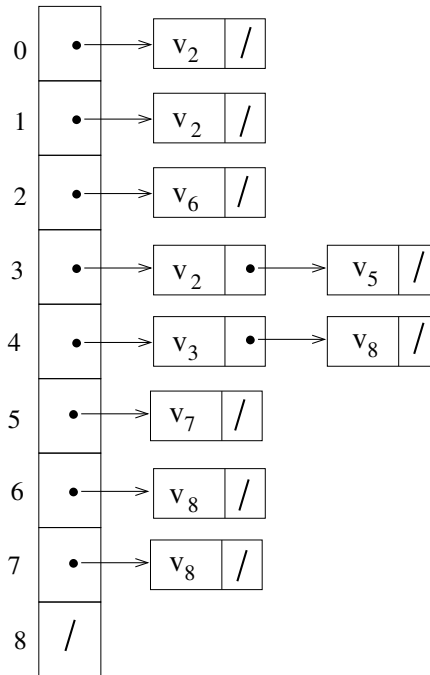 0 v₂ /
1 v₂ /
2 v₆ /
3 v₂ v₅ /
4 v₃ v₈ /
5 v₇ /
6 v₈ /
7 v₈ /
8 /